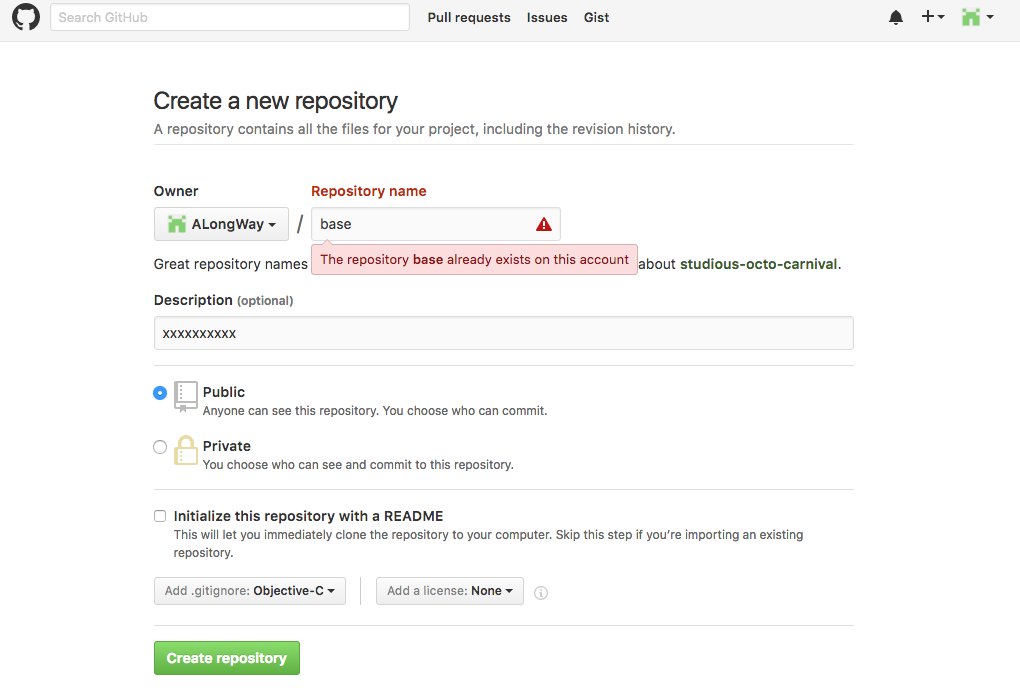 Search GitHub
Pull requests Issues Gist
Create a new repository
A repository contains all the files for your project, including the revision history.
Owner Repository name
ALongWay / base
The repository base already exists on this account
Great repository names about studious-octo-carnival.
Description (optional)
xxxxxxxxxx
Public
Anyone can see this repository. You choose who can commit.
Private
You choose who can see and commit to this repository.
Initialize this repository with a README
This will let you immediately clone the repository to your computer. Skip this step if you’re importing an existing
repository.
Add .gitignore: Objective-C Add a license: None
Create repository